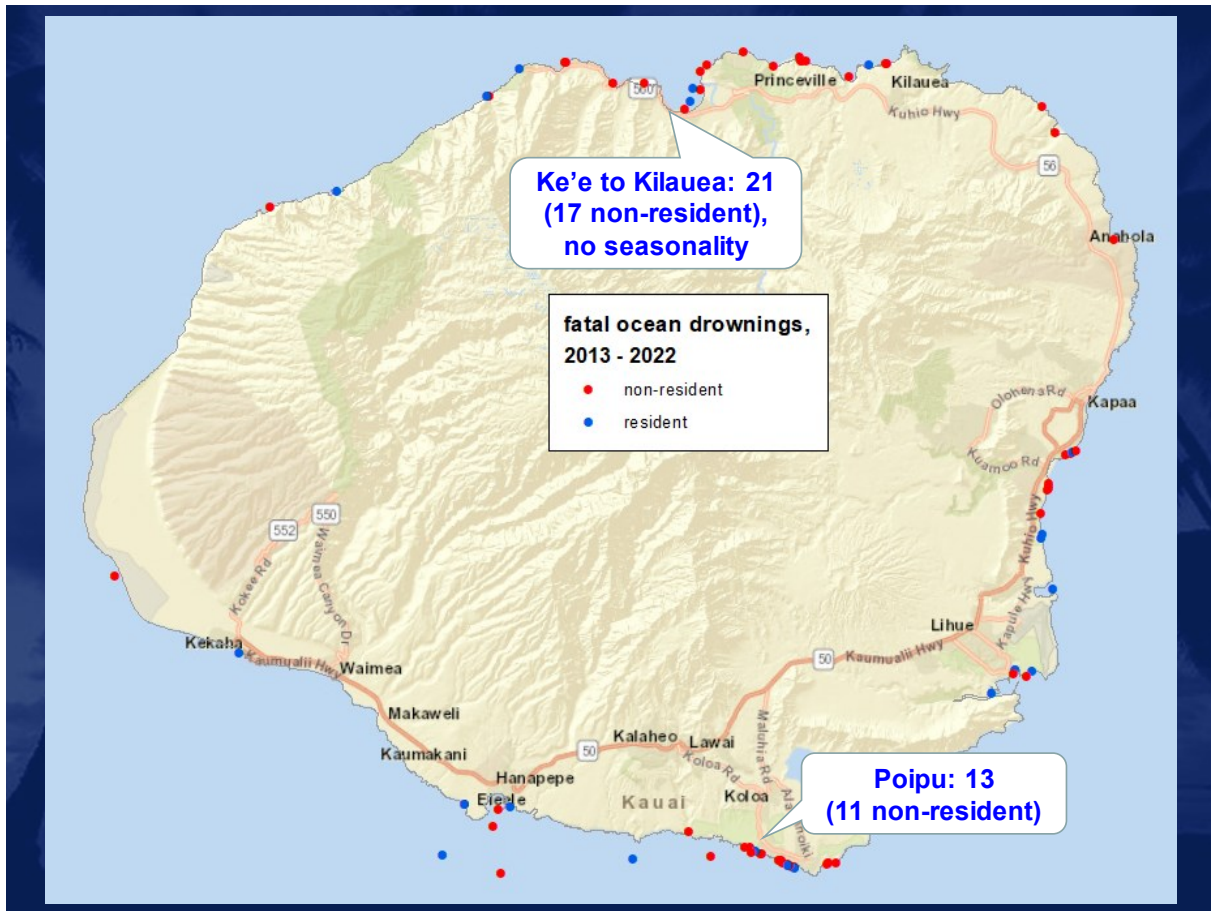 560
Princeville
Kilauea
Kuhio Hwy
56
Ke'e to Kilauea: 21
(17 non-resident),
no seasonality
Anahola
fatal ocean drownings,
2013 - 2022
non-resident
resident
Olohena Rd
Kapaa
Kuamoo Rd
Kuhio Hwy
550
552
Waimea Canyon Dr
Kokee Rd
Kapule Hwy
Lihue
Kekaha
Kaumualii Hwy
Waimea
50
Kaumualii Hwy
Makaweli
Kaumakani
Kalaheo
Lawai
Maluhia Rd
50
Koloa Rd
Hanapepe
Eleele
Kauai
Koloa
Poipu: 13
(11 non-resident)